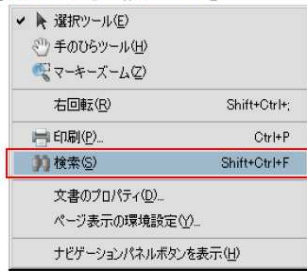 選択ツール(E)
手のひらツール(H)
マーキーズーム(Z)
右回転(R) Shift+Ctrl+;
印刷(P)... Ctrl+P
検索(S) Shift+Ctrl+F
文書のプロパティ(D)...
ページ表示の環境設定(Y)...
ナビゲーションパネルボタンを表示(H)